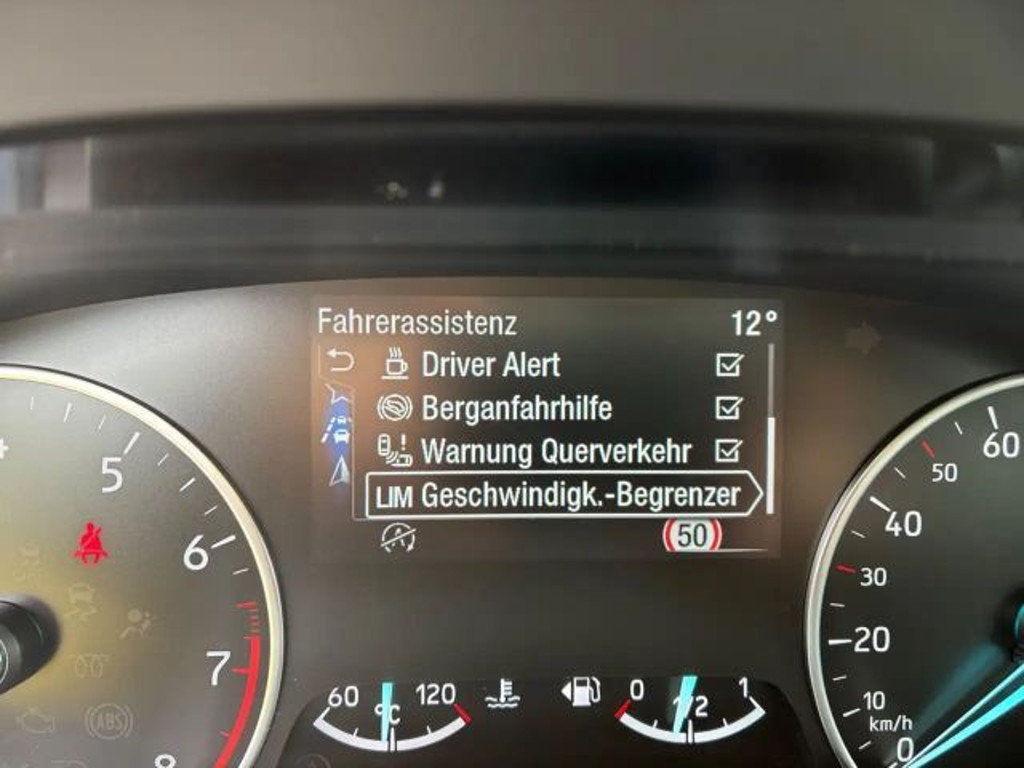 Fahrerassistenz 12°
Driver Alert
Berganfahrhilfe
Warnung Querverkehr
LIM Geschwindigk.-Begrenzer
50
5
6
7
8
ABS
60 °C 120
0 1/2 1
60
50
40
30
20
10
km/h
0